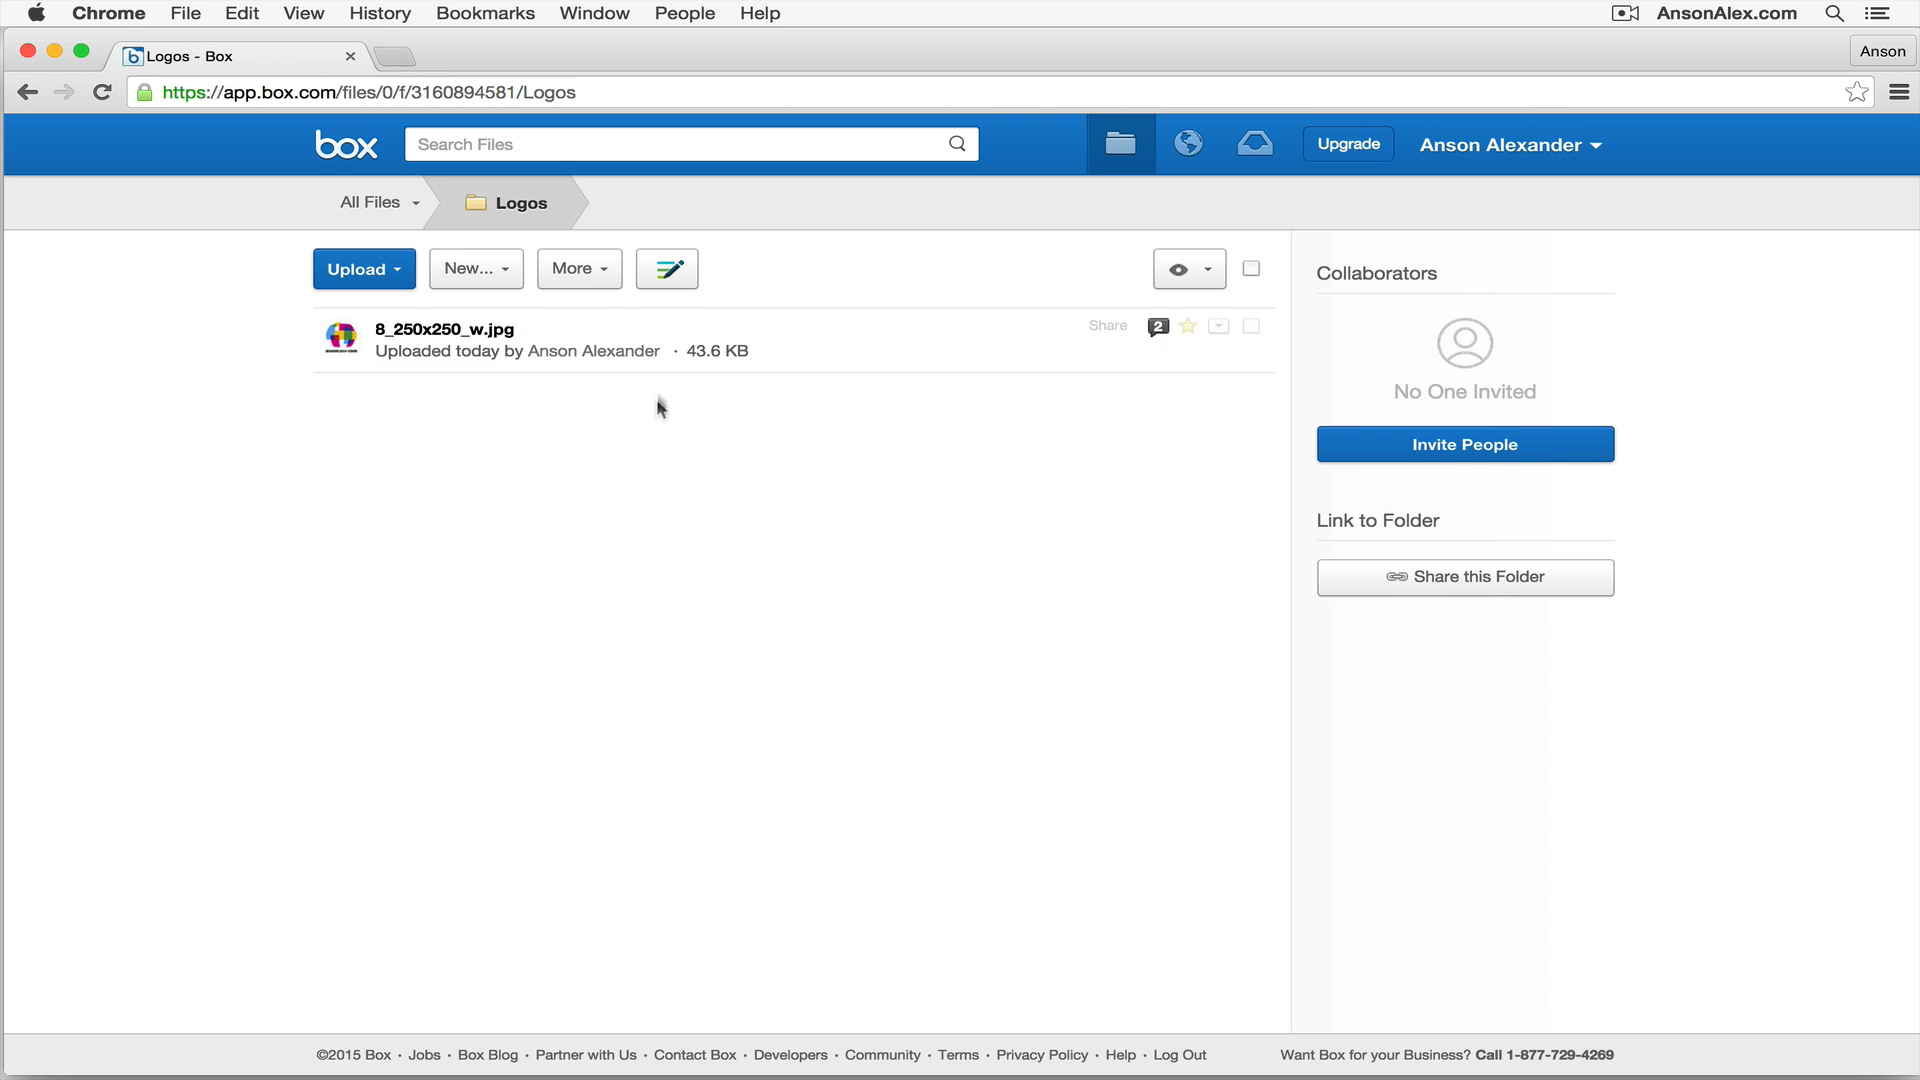 Chrome File Edit View History Bookmarks Window People Help AnsonAlex.com
Logos - Box Anson
https://app.box.com/files/0/f/3160894581/Logos
box Search Files Upgrade Anson Alexander
All Files Logos
Upload New... More
8_250x250_w.jpg Share 2
Uploaded today by Anson Alexander · 43.6 KB
Collaborators
No One Invited
Invite People
Link to Folder
Share this Folder
©2015 Box · Jobs · Box Blog · Partner with Us · Contact Box · Developers · Community · Terms · Privacy Policy · Help · Log Out Want Box for your Business? Call 1-877-729-4269